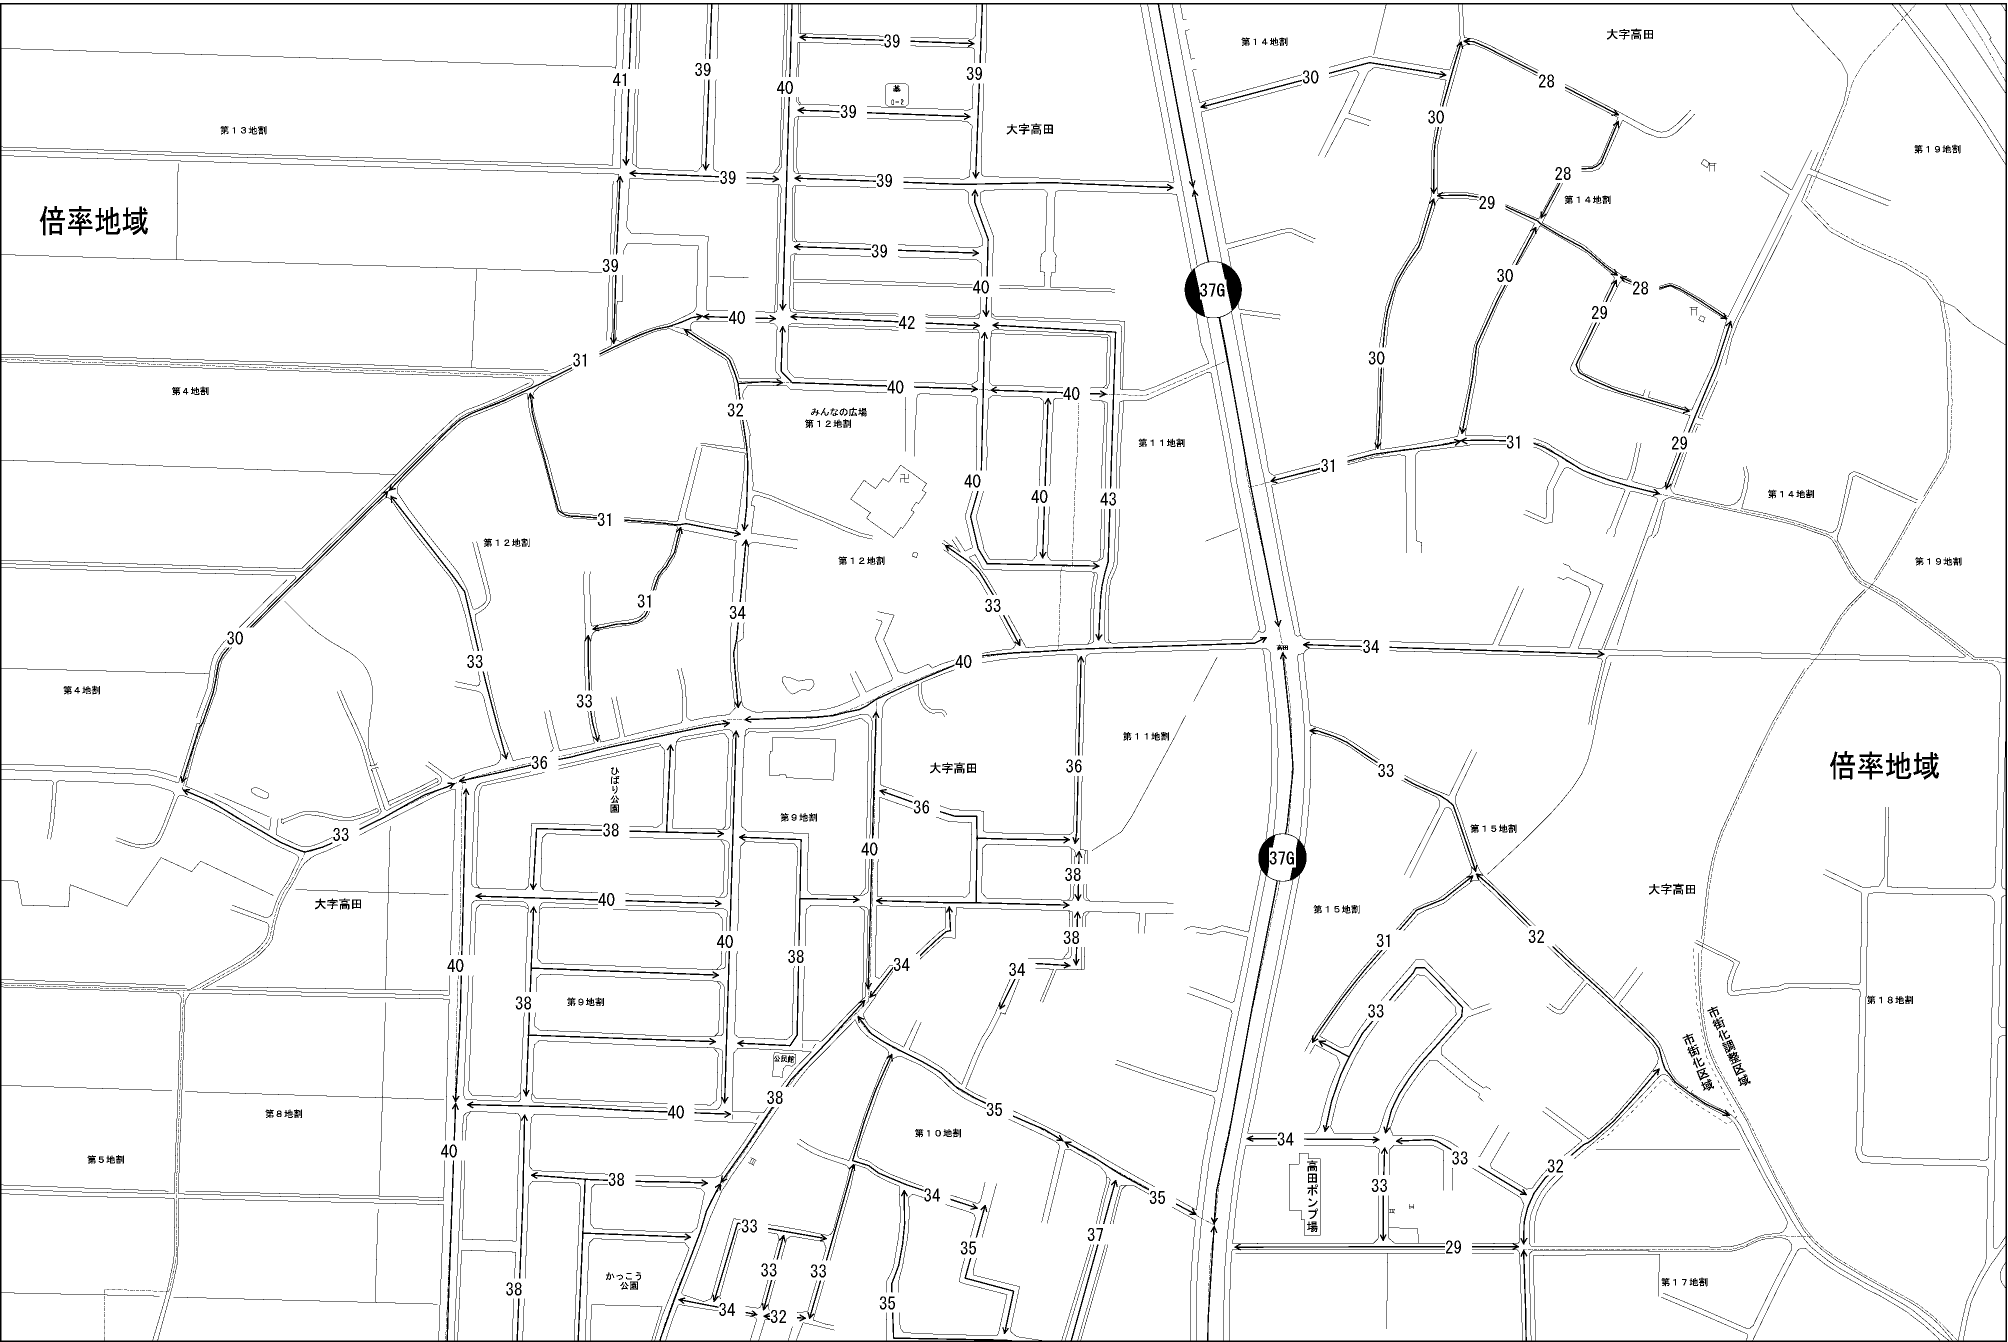 39
第１４地割
大字高田
41
39
40
39
30
28
墓
0-2
39
30
第１３地割
大字高田
第１９地割
39
39
28
倍率地域
29
第１４地割
39
39
30
40
37G
28
40
42
29
31
30
40
40
第４地割
32
みんなの広場
第１２地割
31
29
第１１地割
31
40
40
43
第１４地割
31
第１２地割
第１２地割
第１９地割
31
33
34
30
33
40
高田
34
第４地割
33
36
第１１地割
36
大字高田
33
倍率地域
ひばり公園
36
第９地割
第１５地割
38
33
40
37G
38
大字高田
大字高田
40
第１５地割
38
32
40
31
38
40
34
34
38
第９地割
33
第１８地割
市街化調整区域
市街化区域
公民館
38
40
35
第８地割
第１０地割
34
40
第５地割
33
32
38
33
高田ポンプ場
34
35
33
37
35
29
33
33
かっこう
公園
38
第１７地割
35
34
32